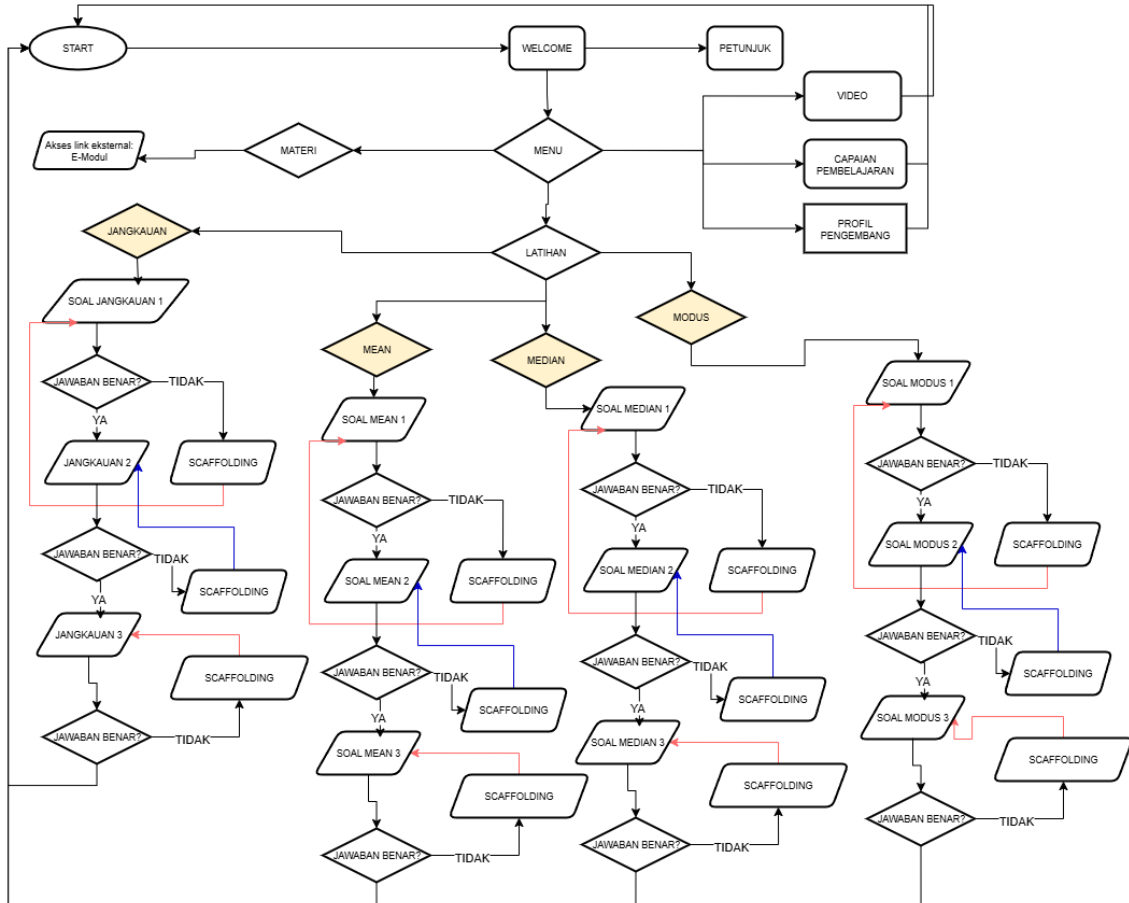 START
WELCOME
PETUNJUK
VIDEO
Akses link eksternal:
E-Modul
MATERI
MENU
CAPAIAN
PEMBELAJARAN
PROFIL
PENGEMBANG
JANGKAUAN
LATIHAN
SOAL JANGKAUAN 1
MODUS
MEAN
MEDIAN
JAWABAN BENAR?
TIDAK
YA
JANGKAUAN 2
SCAFFOLDING
JAWABAN BENAR?
TIDAK
SCAFFOLDING
YA
JANGKAUAN 3
SCAFFOLDING
JAWABAN BENAR?
TIDAK
SOAL MEAN 1
JAWABAN BENAR?
TIDAK
YA
SOAL MEAN 2
SCAFFOLDING
JAWABAN BENAR?
TIDAK
SCAFFOLDING
YA
SOAL MEAN 3
SCAFFOLDING
JAWABAN BENAR?
TIDAK
SOAL MEDIAN 1
JAWABAN BENAR?
TIDAK
YA
SOAL MEDIAN 2
SCAFFOLDING
JAWABAN BENAR?
TIDAK
SCAFFOLDING
YA
SOAL MEDIAN 3
SCAFFOLDING
JAWABAN BENAR?
TIDAK
SOAL MODUS 1
JAWABAN BENAR?
TIDAK
YA
SOAL MODUS 2
SCAFFOLDING
JAWABAN BENAR?
TIDAK
SCAFFOLDING
YA
SOAL MODUS 3
SCAFFOLDING
JAWABAN BENAR?
TIDAK